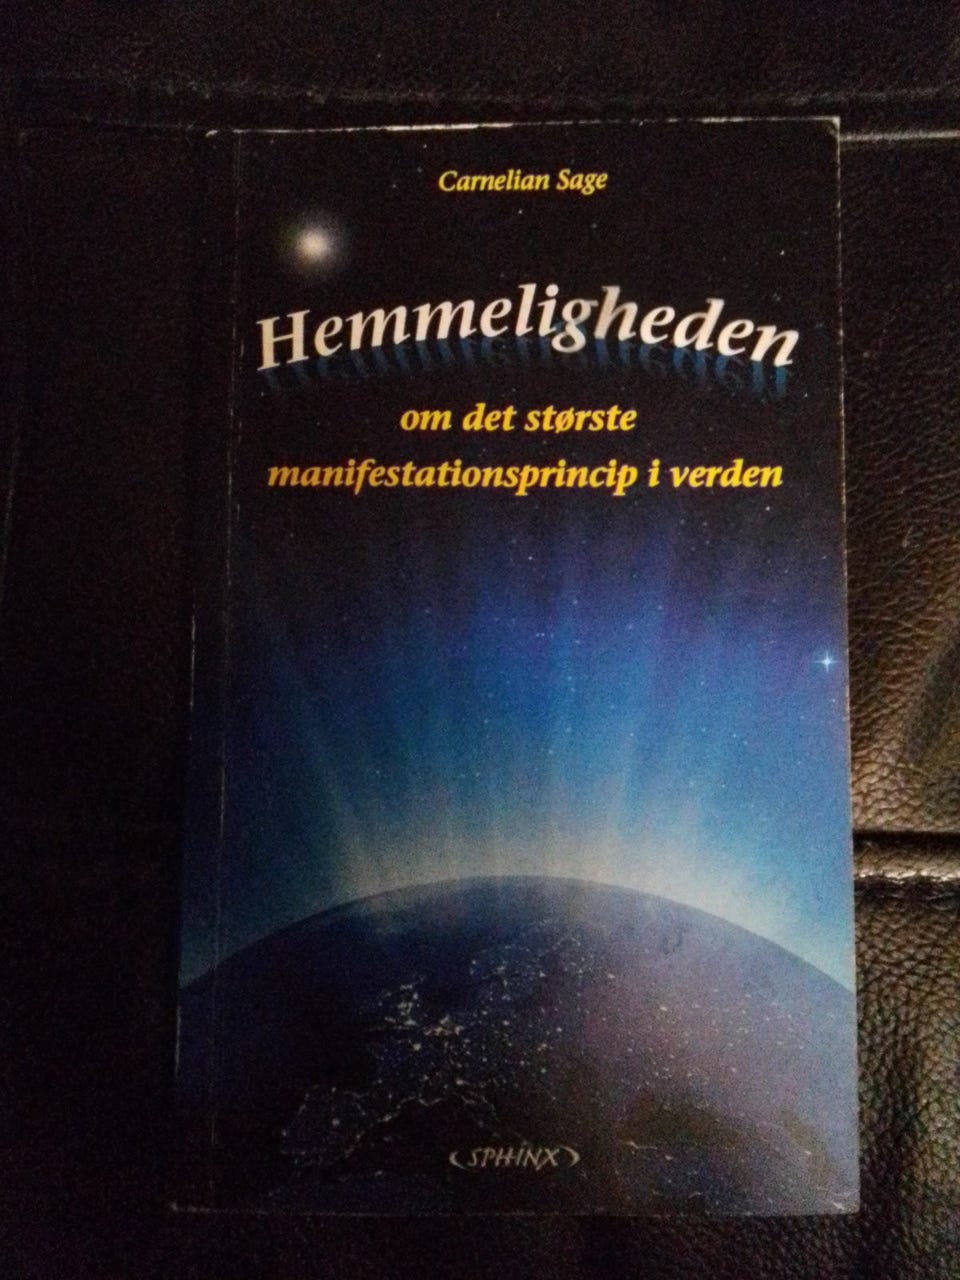 Carnelian Sage
Hemmeligheden
om det største
manifestationsprincip i verden
SPHINX